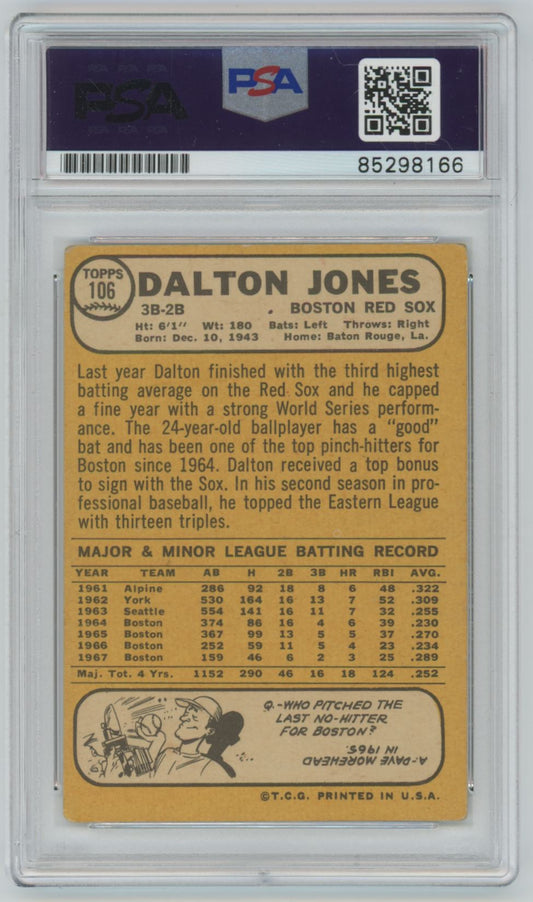 PSA
PSA
85298166
TOPPS
106
DALTON JONES
3B-2B . BOSTON RED SOX
Ht: 6'1" Wt: 180 Bats: Left Throws: Right
Born: Dec. 10, 1943 Home: Baton Rouge, La.
Last year Dalton finished with the third highest
batting average on the Red Sox and he capped
a fine year with a strong World Series perform-
ance. The 24-year-old ballplayer has a "good"
bat and has been one of the top pinch-hitters for
Boston since 1964. Dalton received a top bonus
to sign with the Sox. In his second season in pro-
fessional baseball, he topped the Eastern League
with thirteen triples.
MAJOR & MINOR LEAGUE BATTING RECORD
YEAR TEAM AB H 2B 3B HR RBI AVG.
1961 Alpine 286 92 18 8 6 48 .322
1962 York 530 164 16 13 7 52 .309
1963 Seattle 554 141 16 11 7 32 .255
1964 Boston 374 86 16 4 6 39 .230
1965 Boston 367 99 13 5 5 37 .270
1966 Boston 252 59 11 5 4 23 .234
1967 Boston 159 46 6 2 3 25 .289
Maj. Tot. 4 Yrs. 1152 290 46 16 18 124 .252
Q.-WHO PITCHED THE
LAST NO-HITTER
FOR BOSTON?
A-DAVE MOREHEAD
IN 1965.
©T.C.G. PRINTED IN U.S.A.